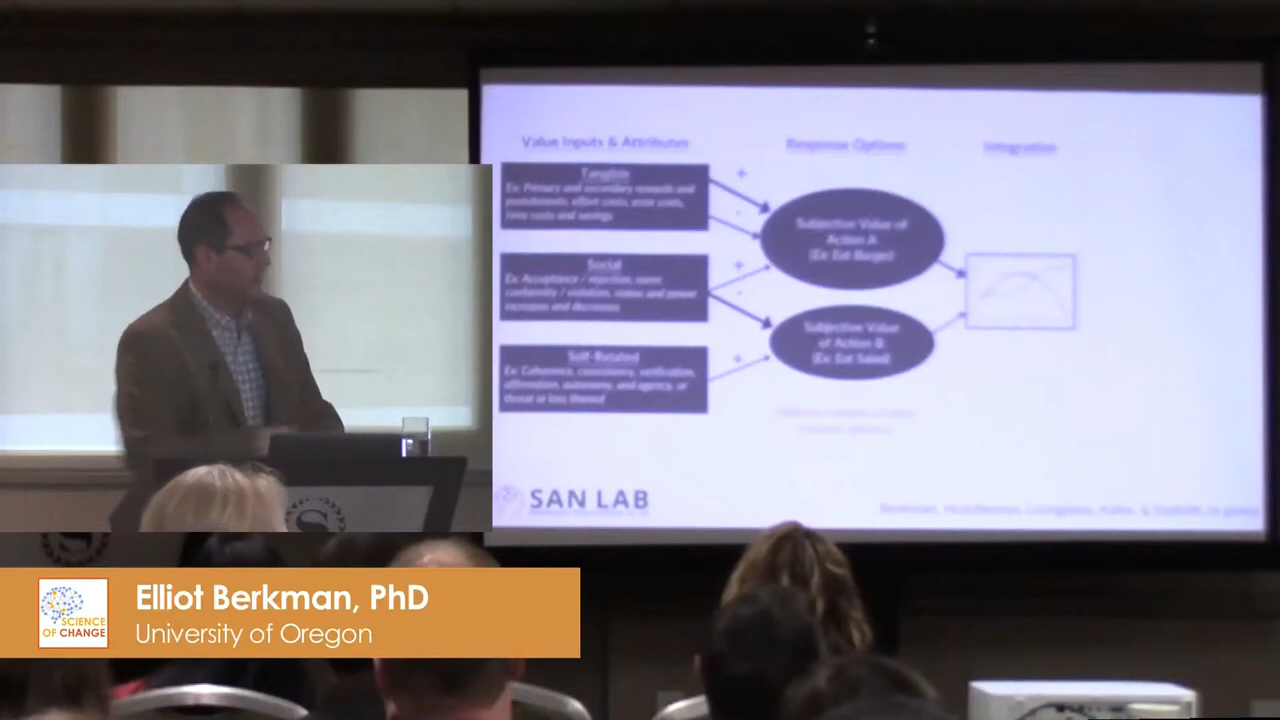 Value Inputs & Attributes
Response Options
Integration
Tangible
Ex: Primary and secondary rewards and
punishments, effort costs, error costs,
time costs and savings
+
-
Social
Ex: Acceptance / rejection, norm
conformity / violation, status and power
increases and decreases
+
-
Self-Related
Ex: Coherence, consistency, verification,
affirmation, autonomy, and agency, or
threat or loss thereof
+
Subjective Value of
Action A
(Ex: Eat Burger)
Subjective Value
of Action B
(Ex: Eat Salad)
SAN LAB
S
SCIENCE
OF CHANGE
Elliot Berkman, PhD
University of Oregon